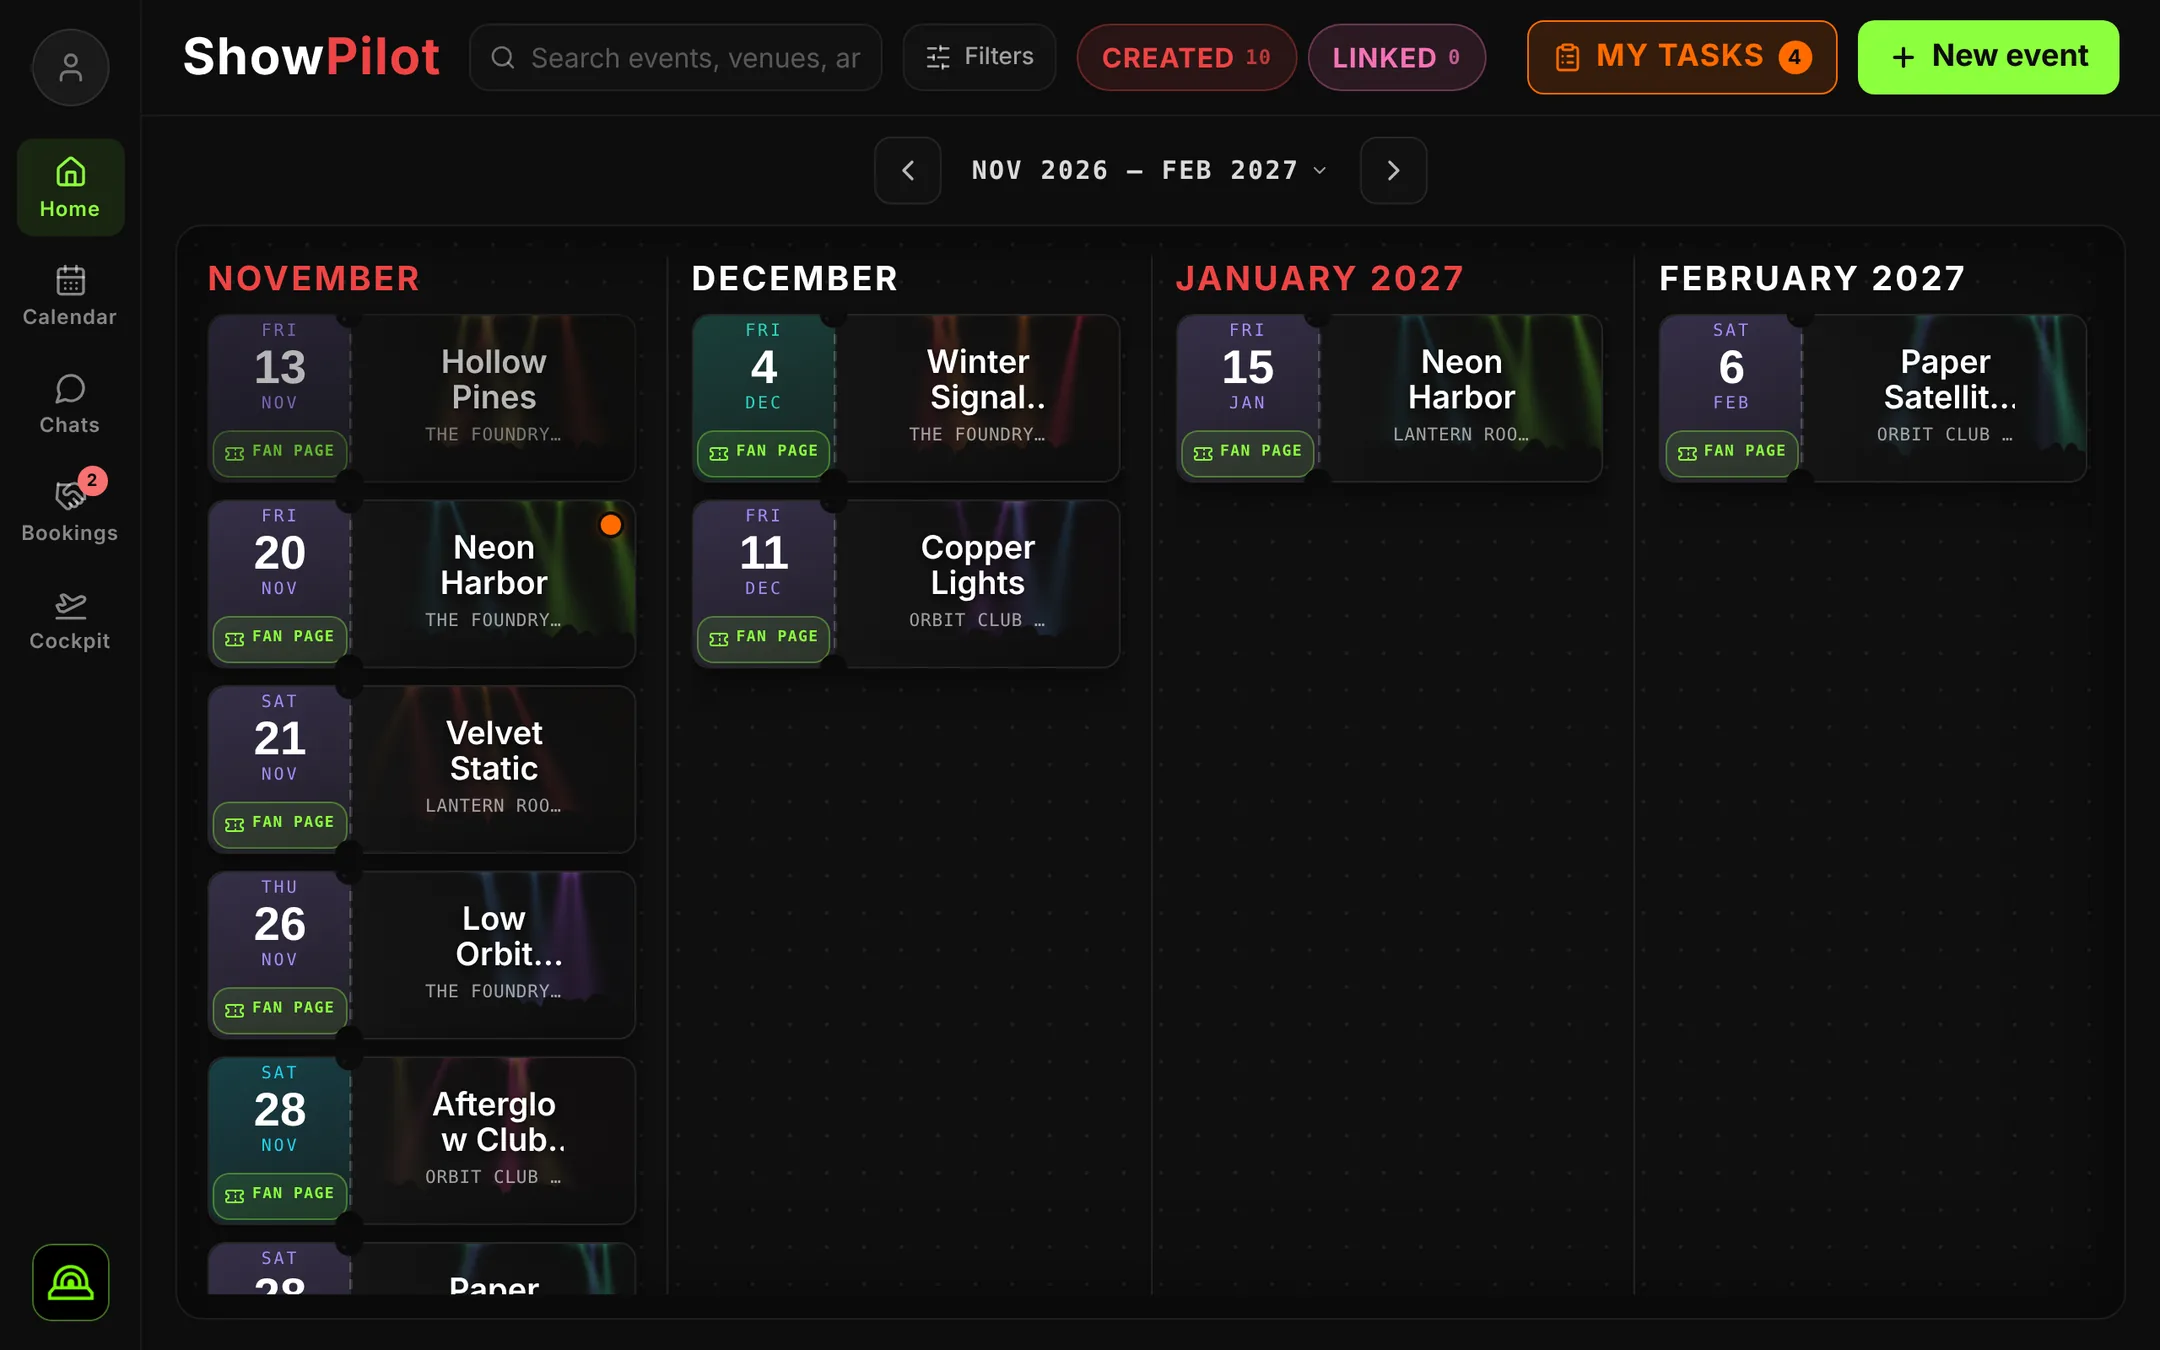 ShowPilot
Search events, venues, ar
Filters
CREATED 10
LINKED 0
MY TASKS 4
+ New event
Home
Calendar
Chats
2
Bookings
Cockpit
NOV 2026 – FEB 2027
NOVEMBER
FRI
13
NOV
FAN PAGE
Hollow
Pines
THE FOUNDRY…
FRI
20
NOV
FAN PAGE
Neon
Harbor
THE FOUNDRY…
SAT
21
NOV
FAN PAGE
Velvet
Static
LANTERN ROO…
THU
26
NOV
FAN PAGE
Low
Orbit…
THE FOUNDRY…
SAT
28
NOV
FAN PAGE
Afterglo
w Club..
ORBIT CLUB …
SAT
28
Paper
DECEMBER
FRI
4
DEC
FAN PAGE
Winter
Signal..
THE FOUNDRY…
FRI
11
DEC
FAN PAGE
Copper
Lights
ORBIT CLUB …
JANUARY 2027
FRI
15
JAN
FAN PAGE
Neon
Harbor
LANTERN ROO…
FEBRUARY 2027
SAT
6
FEB
FAN PAGE
Paper
Satellit…
ORBIT CLUB …